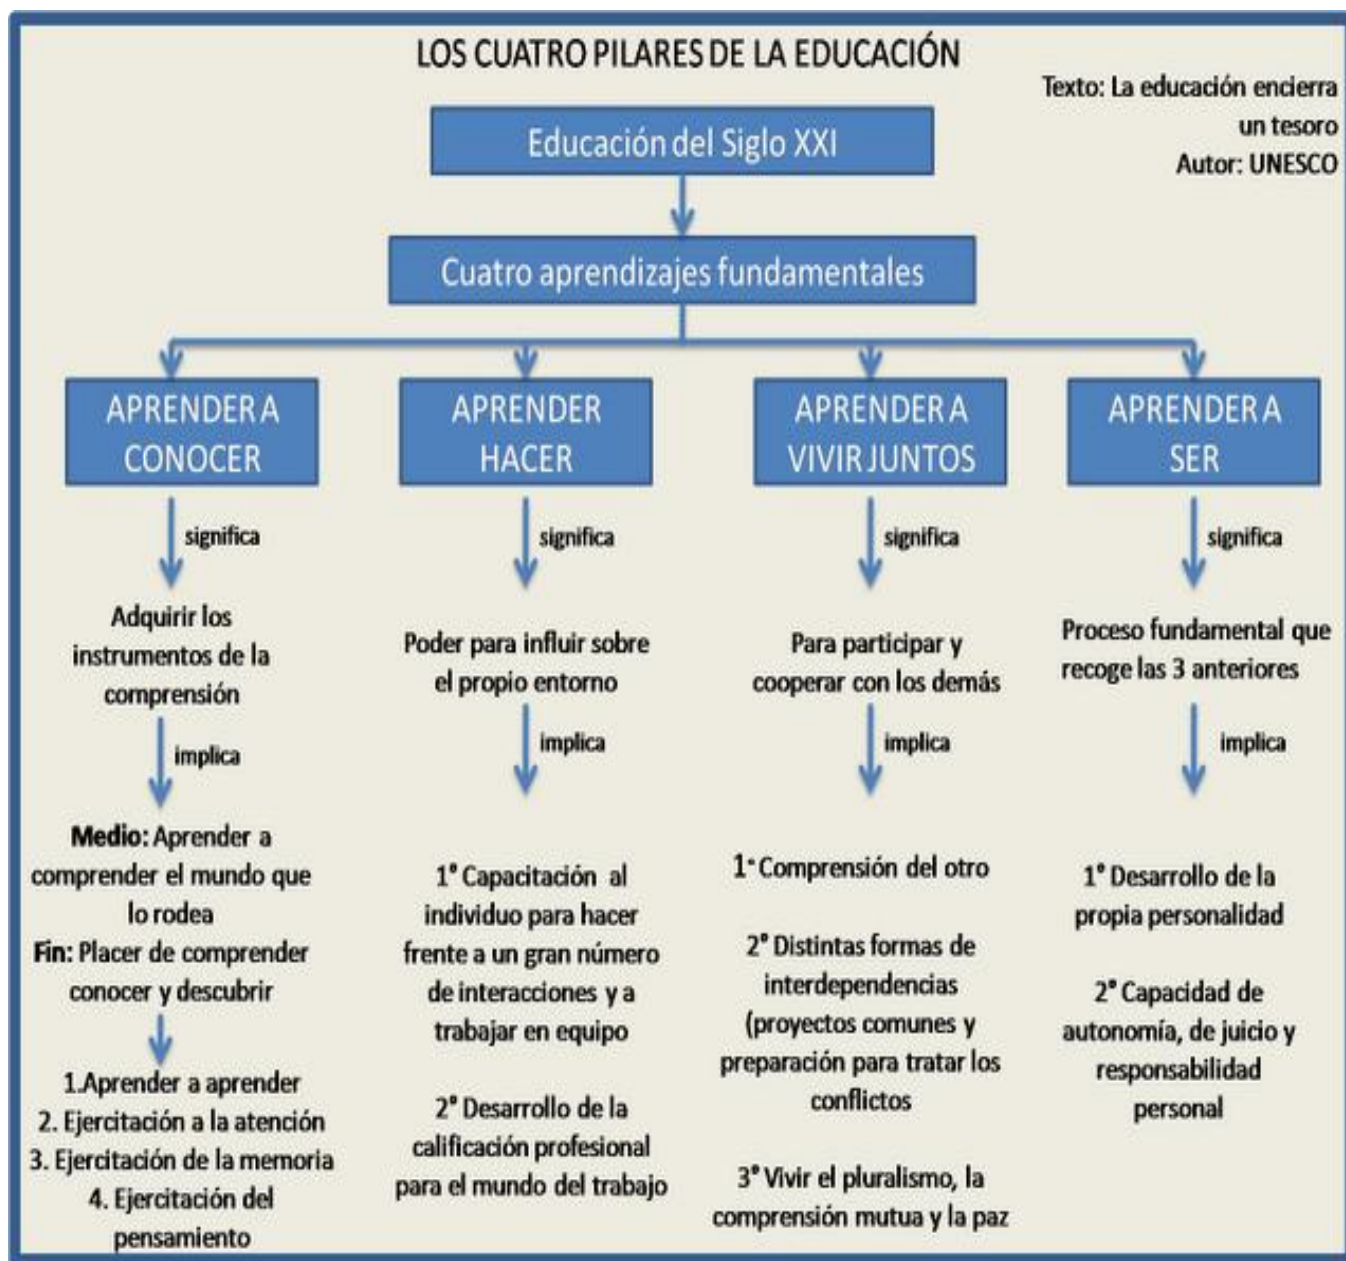 LOS CUATRO PILARES DE LA EDUCACIÓN
Texto: La educación encierra
un tesoro
Autor: UNESCO
Educación del Siglo XXI
Cuatro aprendizajes fundamentales
APRENDER A
CONOCER
significa
Adquirir los
instrumentos de la
comprensión
implica
Medio: Aprender a
comprender el mundo que
lo rodea
Fin: Placer de comprender
conocer y descubrir
1.Aprender a aprender
2. Ejercitación a la atención
3. Ejercitación de la memoria
4. Ejercitación del
pensamiento
APRENDER
HACER
significa
Poder para influir sobre
el propio entorno
implica
1° Capacitación al
individuo para hacer
frente a un gran número
de interacciones y a
trabajar en equipo
2° Desarrollo de la
calificación profesional
para el mundo del trabajo
APRENDER A
VIVIR JUNTOS
significa
Para participar y
cooperar con los demás
implica
1° Comprensión del otro
2° Distintas formas de
interdependencias
(proyectos comunes y
preparación para tratar los
conflictos
3° Vivir el pluralismo, la
comprensión mutua y la paz
APRENDER A
SER
significa
Proceso fundamental que
recoge las 3 anteriores
implica
1° Desarrollo de la
propia personalidad
2° Capacidad de
autonomía, de juicio y
responsabilidad
personal